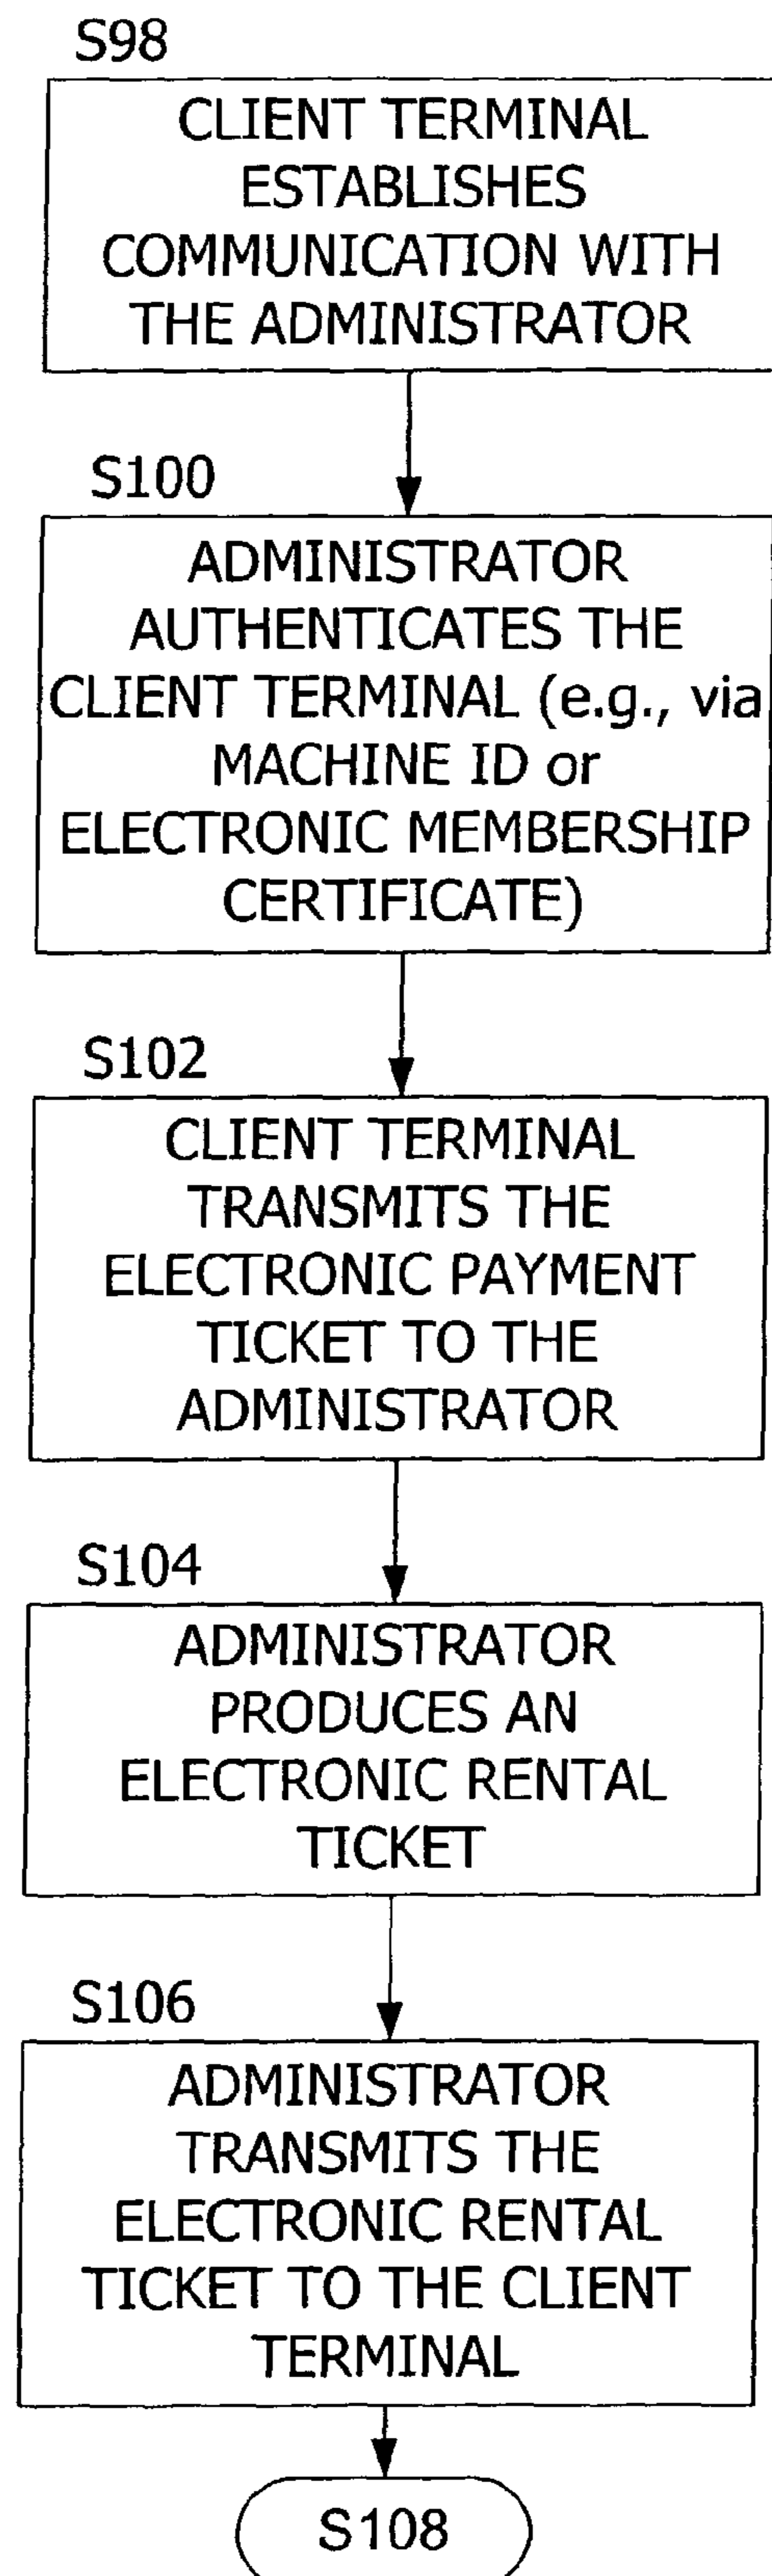 S98
CLIENT TERMINAL
ESTABLISHES
COMMUNICATION WITH
THE ADMINISTRATOR
S100
ADMINISTRATOR
AUTHENTICATES THE
CLIENT TERMINAL (e.g., via
MACHINE ID or
ELECTRONIC MEMBERSHIP
CERTIFICATE)
S102
CLIENT TERMINAL
TRANSMITS THE
ELECTRONIC PAYMENT
TICKET TO THE
ADMINISTRATOR
S104
ADMINISTRATOR
PRODUCES AN
ELECTRONIC RENTAL
TICKET
S106
ADMINISTRATOR
TRANSMITS THE
ELECTRONIC RENTAL
TICKET TO THE CLIENT
TERMINAL
S108